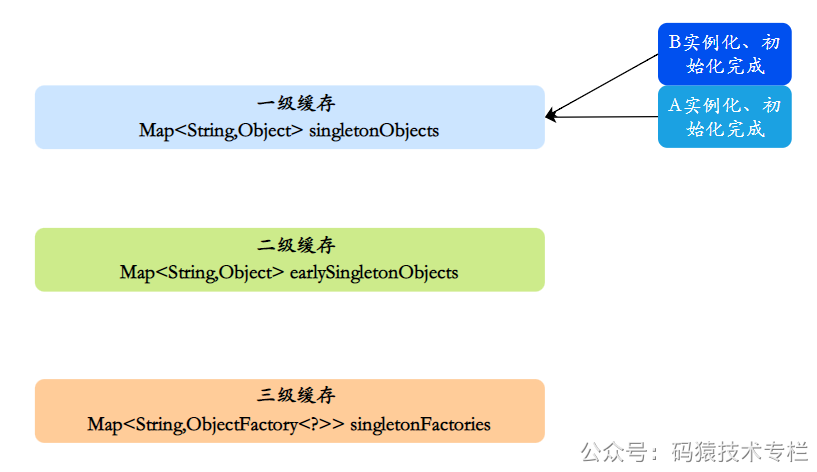 B实例化、初
始化完成
一级缓存
Map<String,Object> singletonObjects
A实例化、初
始化完成
二级缓存
Map<String,Object> earlySingletonObjects
三级缓存
Map<String,ObjectFactory<?>> singletonFactories
公众号：码猿技术专栏